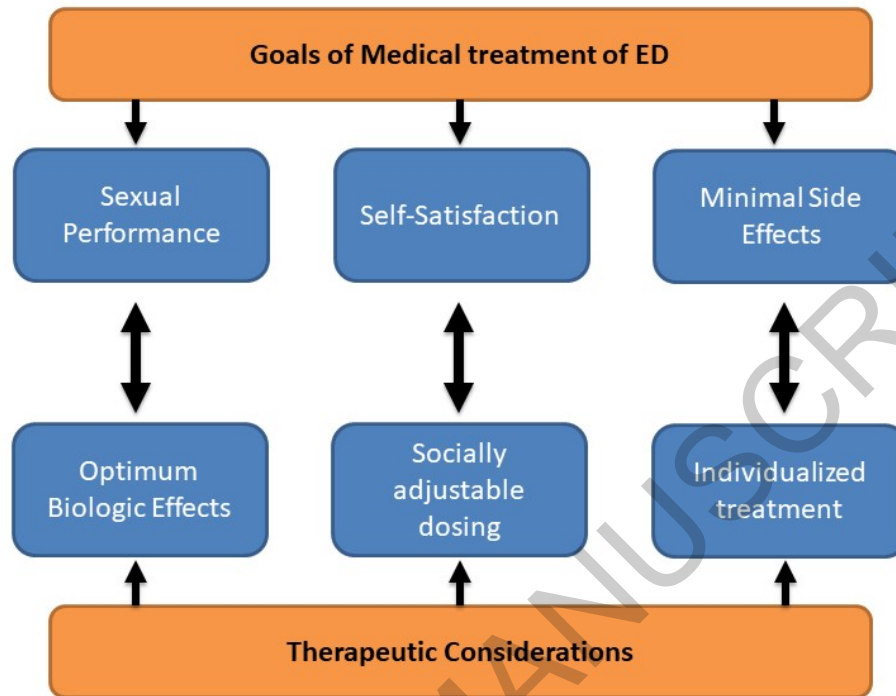 Goals of Medical treatment of ED
Sexual
Performance
Self-Satisfaction
Minimal Side
Effects
Optimum
Biologic Effects
Socially
adjustable
dosing
Individualized
treatment
Therapeutic Considerations
MANUSCRI